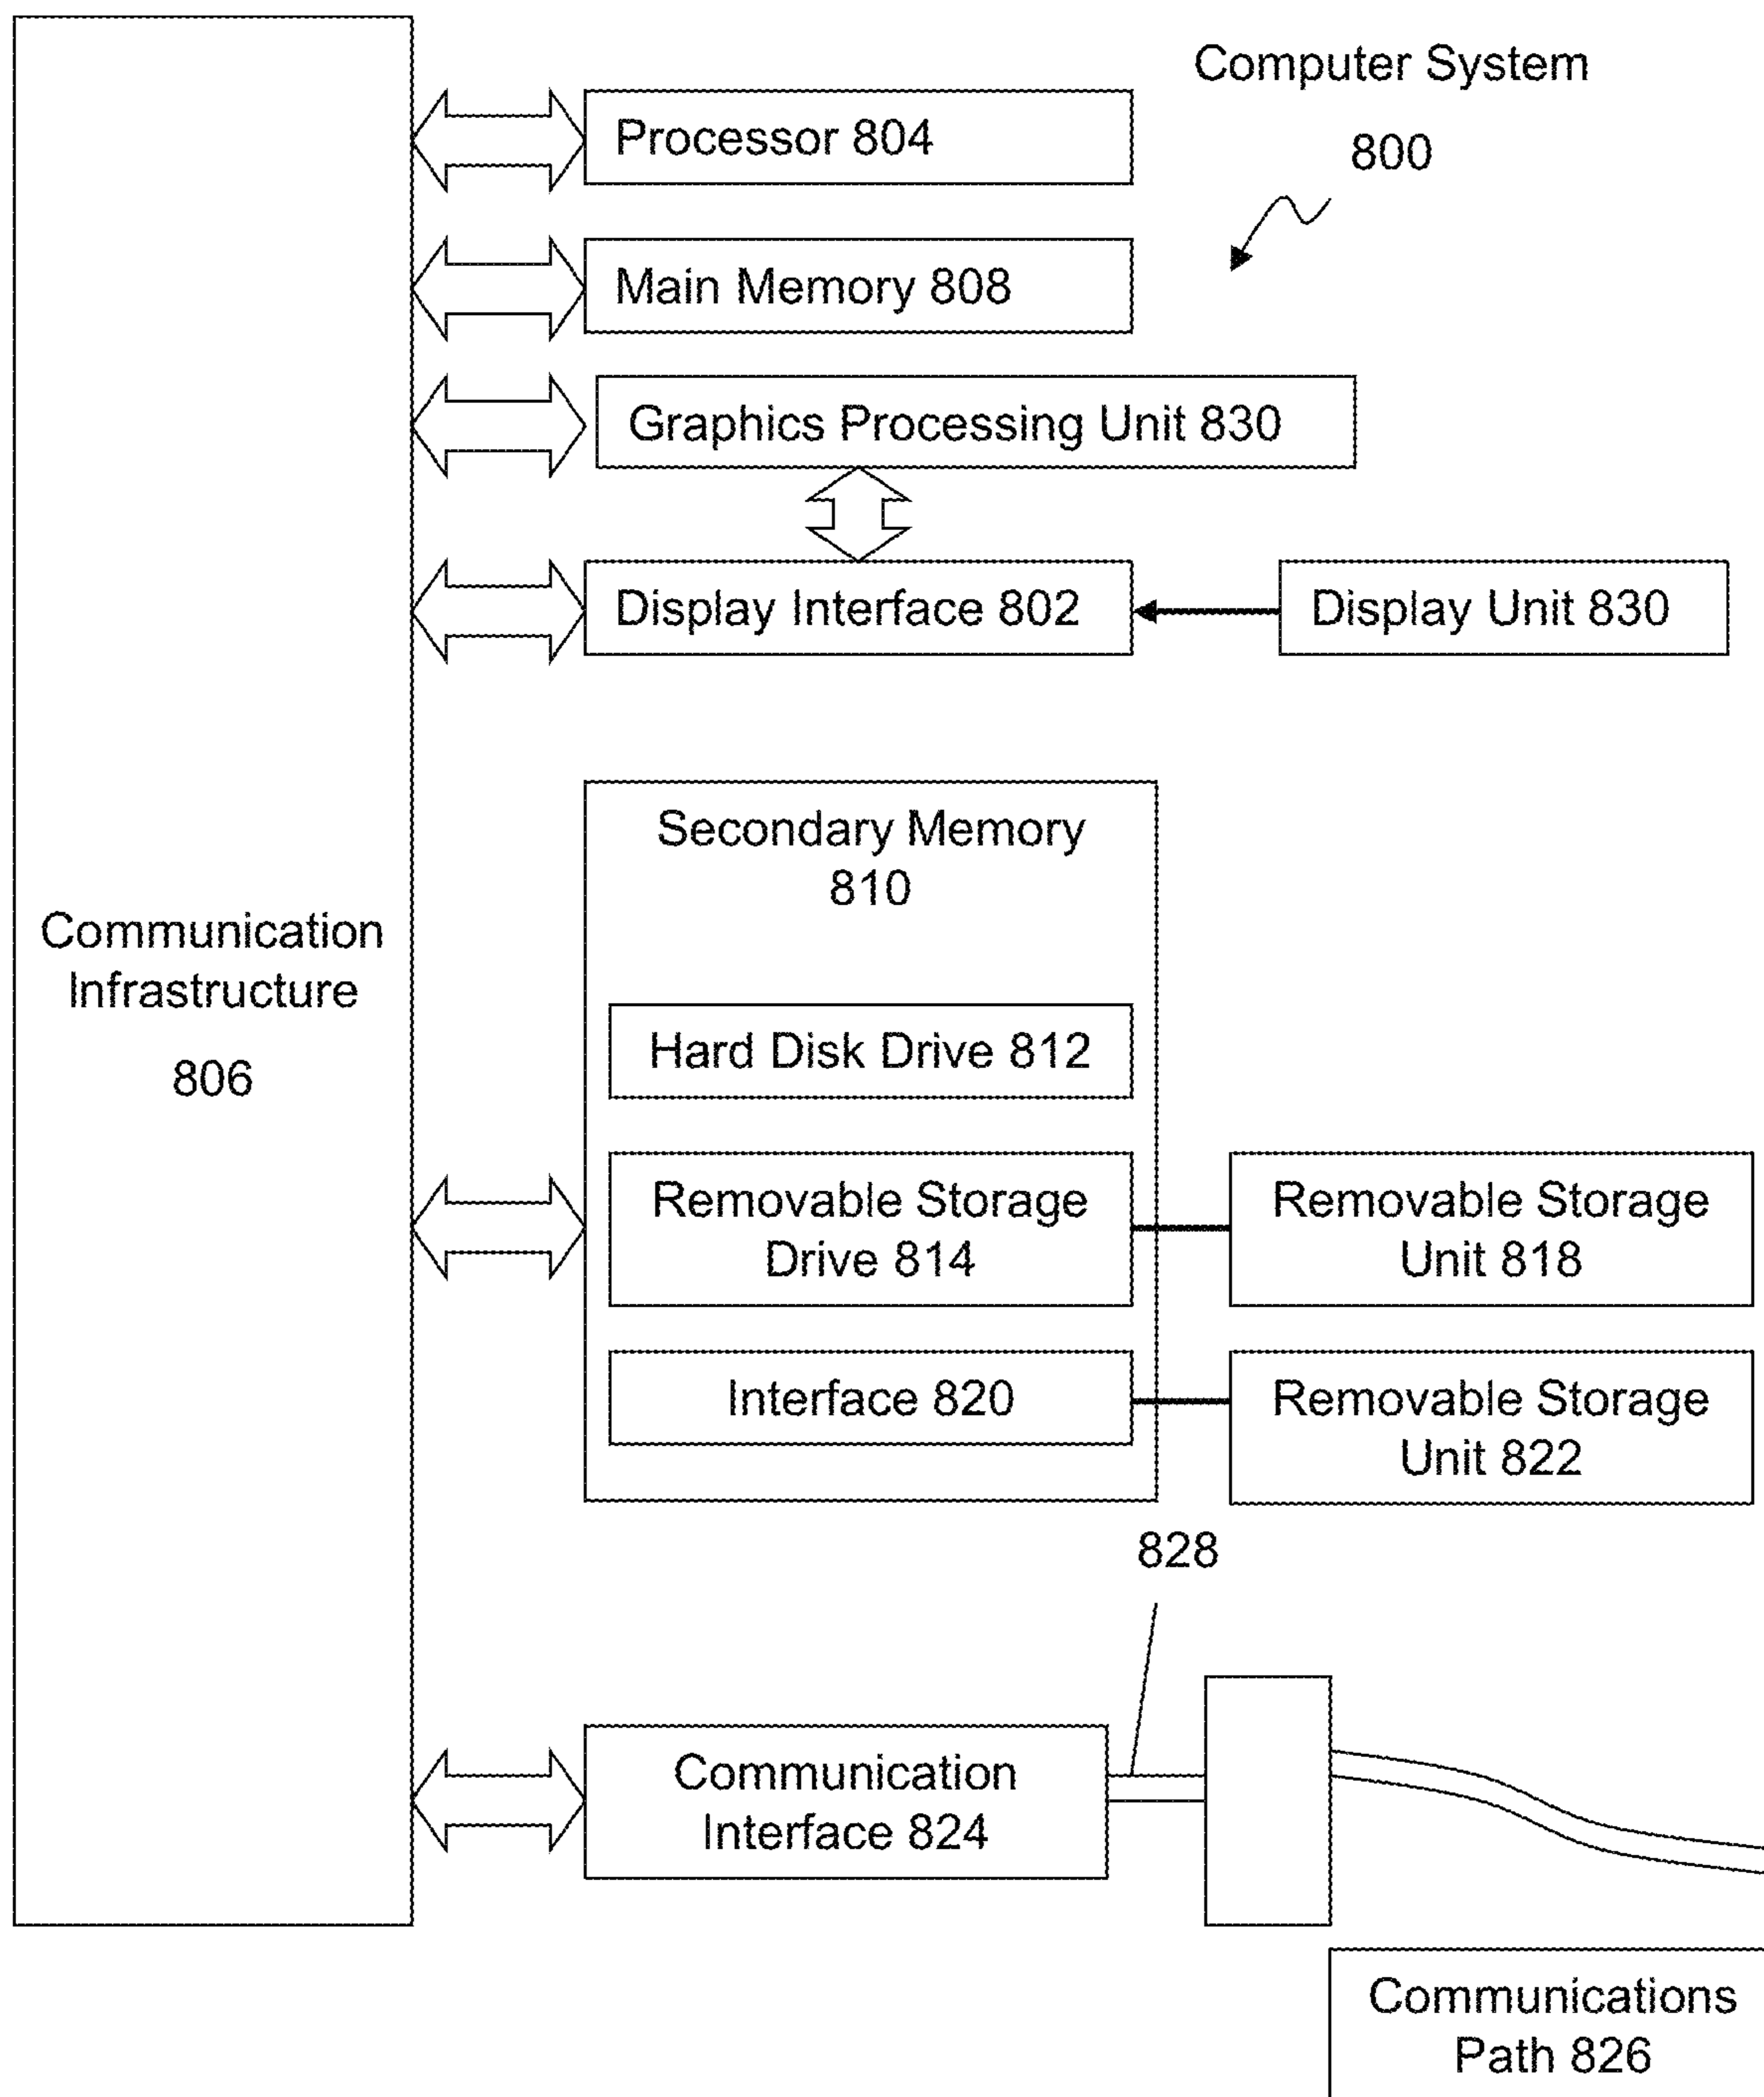 Computer System
800
Processor 804
Main Memory 808
Graphics Processing Unit 830
Display Interface 802
Display Unit 830
Secondary Memory
810
Communication
Infrastructure
806
Hard Disk Drive 812
Removable Storage
Drive 814
Removable Storage
Unit 818
Interface 820
Removable Storage
Unit 822
828
Communication
Interface 824
Communications
Path 826